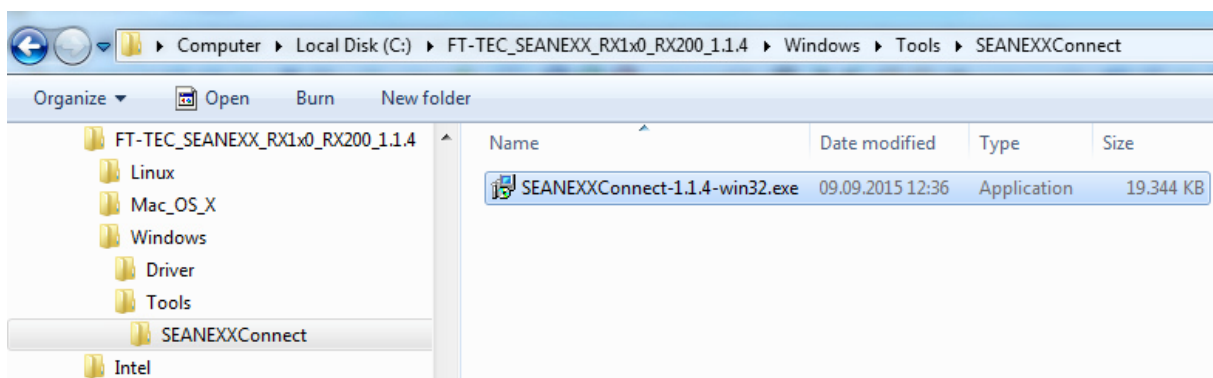 Computer Local Disk (C:) FT-TEC_SEANEXX_RX1x0_RX200_1.1.4 Windows Tools SEANEXXConnect
Organize Open Burn New folder
FT-TEC_SEANEXX_RX1x0_RX200_1.1.4
Linux
Mac_OS_X
Windows
Driver
Tools
SEANEXXConnect
Intel
Name Date modified Type Size
SEANEXXConnect-1.1.4-win32.exe 09.09.2015 12:36 Application 19.344 KB